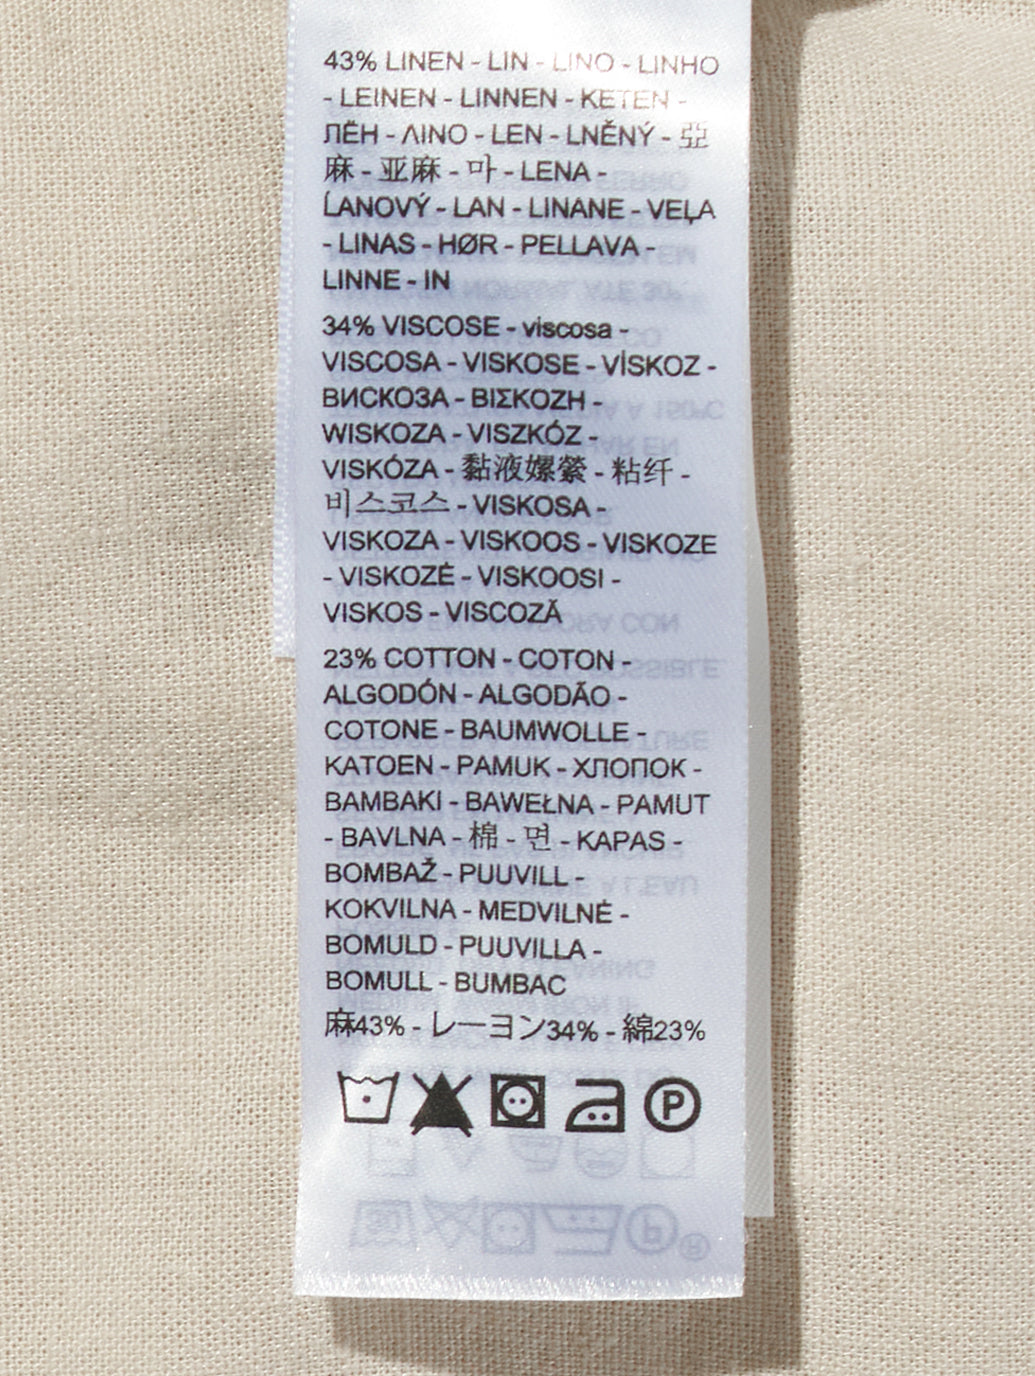 43% LINEN - LIN - LINO - LINHO
- LEINEN - LINNEN - KETEN -
ЛЁН - ΛΙΝΟ - LEN - LNĚNÝ - 亞
麻 - 亚麻 - 마 - LENA -
ĹANOVÝ - LAN - LINANE - VEĻA
- LINAS - HØR - PELLAVA -
LINNE - IN
34% VISCOSE - viscosa -
VISCOSA - VISKOSE - VİSKOZ -
ВИСКОЗА - ΒΙΣΚΟΖΗ -
WISKOZA - VISZKÓZ -
VISKÓZA - 黏液嫘縈 - 粘纤 -
비스코스 - VISKOSA -
VISKOZA - VISKOOS - VISKOZE
- VISKOZĖ - VISKOOSI -
VISKOS - VISCOZĂ
23% COTTON - COTON -
ALGODÓN - ALGODÃO -
COTONE - BAUMWOLLE -
KATOEN - PAMUK - ХЛОПОК -
BAMBAKI - BAWEŁNA - PAMUT
- BAVLNA - 棉 - 면 - KAPAS -
BOMBAŽ - PUUVILL -
KOKVILNA - MEDVILNĖ -
BOMULD - PUUVILLA -
BOMULL - BUMBAC
麻43% - レーヨン34% - 綿23%
P